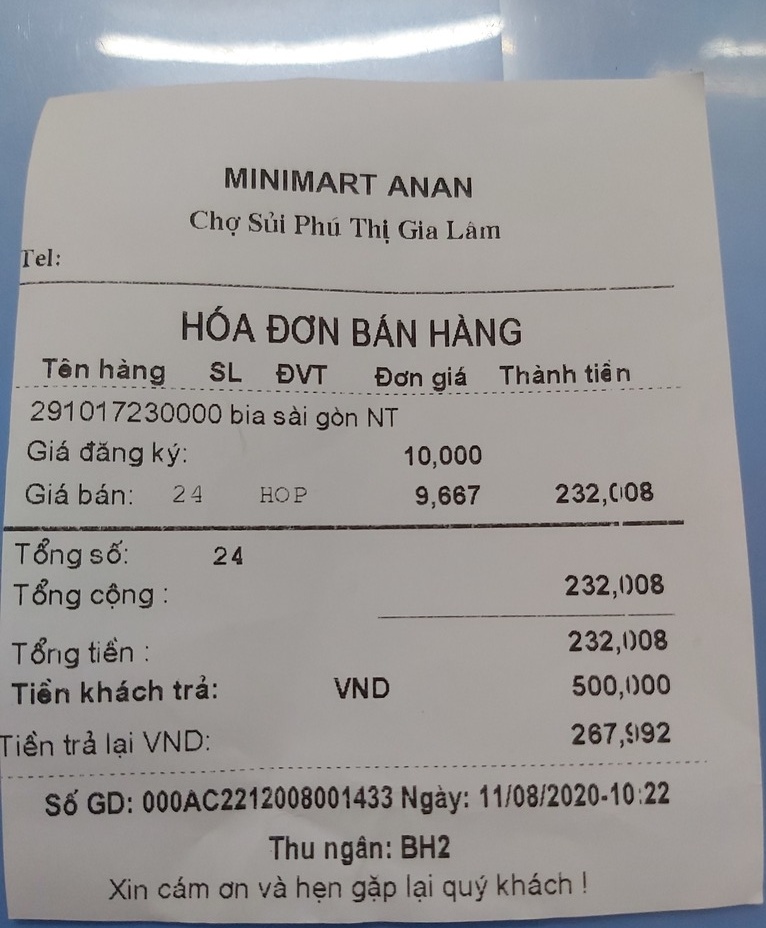 MINIMART ANAN
Chợ Sủi Phú Thị Gia Lâm
Tel:
HÓA ĐƠN BÁN HÀNG
Tên hàng SL ĐVT Đơn giá Thành tiền
291017230000 bia sài gòn NT
Giá đăng ký: 10,000
Giá bán: 24 HOP 9,667 232,008
Tổng số: 24
Tổng cộng : 232,008
Tổng tiền : 232,008
Tiền khách trả: VND 500,000
Tiền trả lại VND: 267,992
Số GD: 000AC2212008001433 Ngày: 11/08/2020-10:22
Thu ngân: BH2
Xin cám ơn và hẹn gặp lại quý khách !